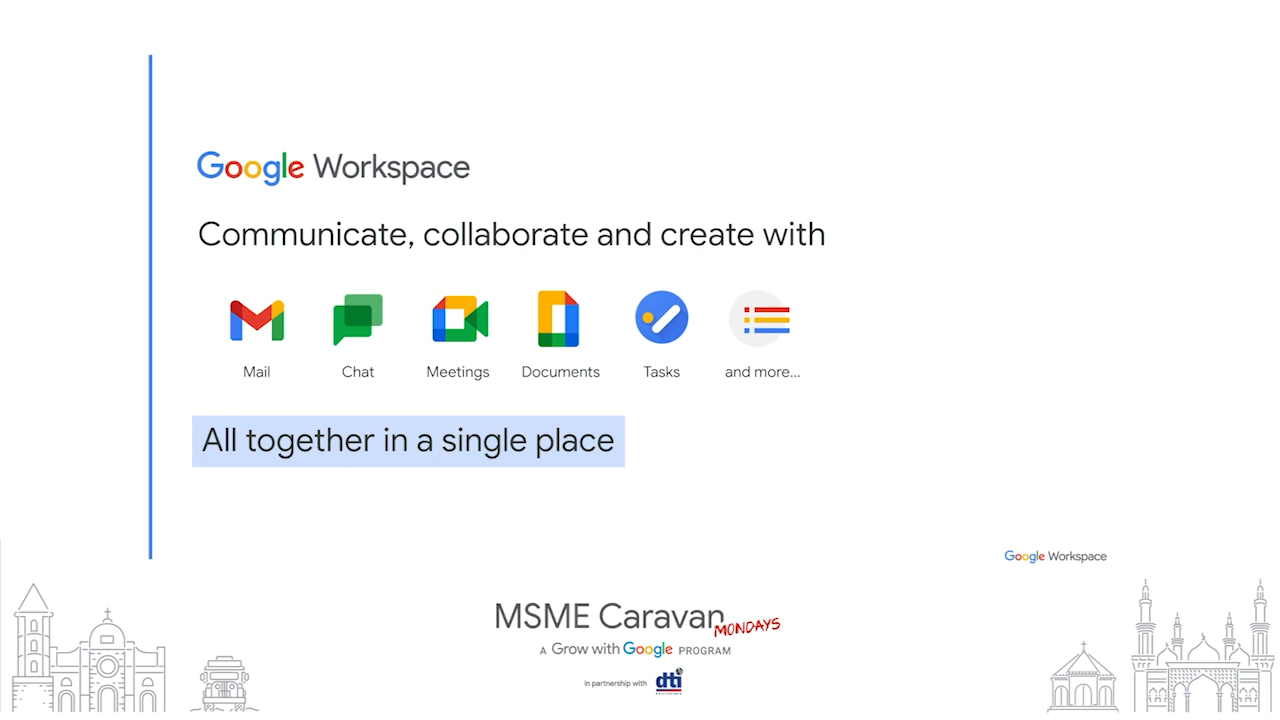 Google Workspace
Communicate, collaborate and create with
Mail
Chat
Meetings
Documents
Tasks
and more...
All together in a single place
Google Workspace
MSME Caravan
MONDAYS
A Grow with Google PROGRAM
in partnership with dti
PHILIPPINES